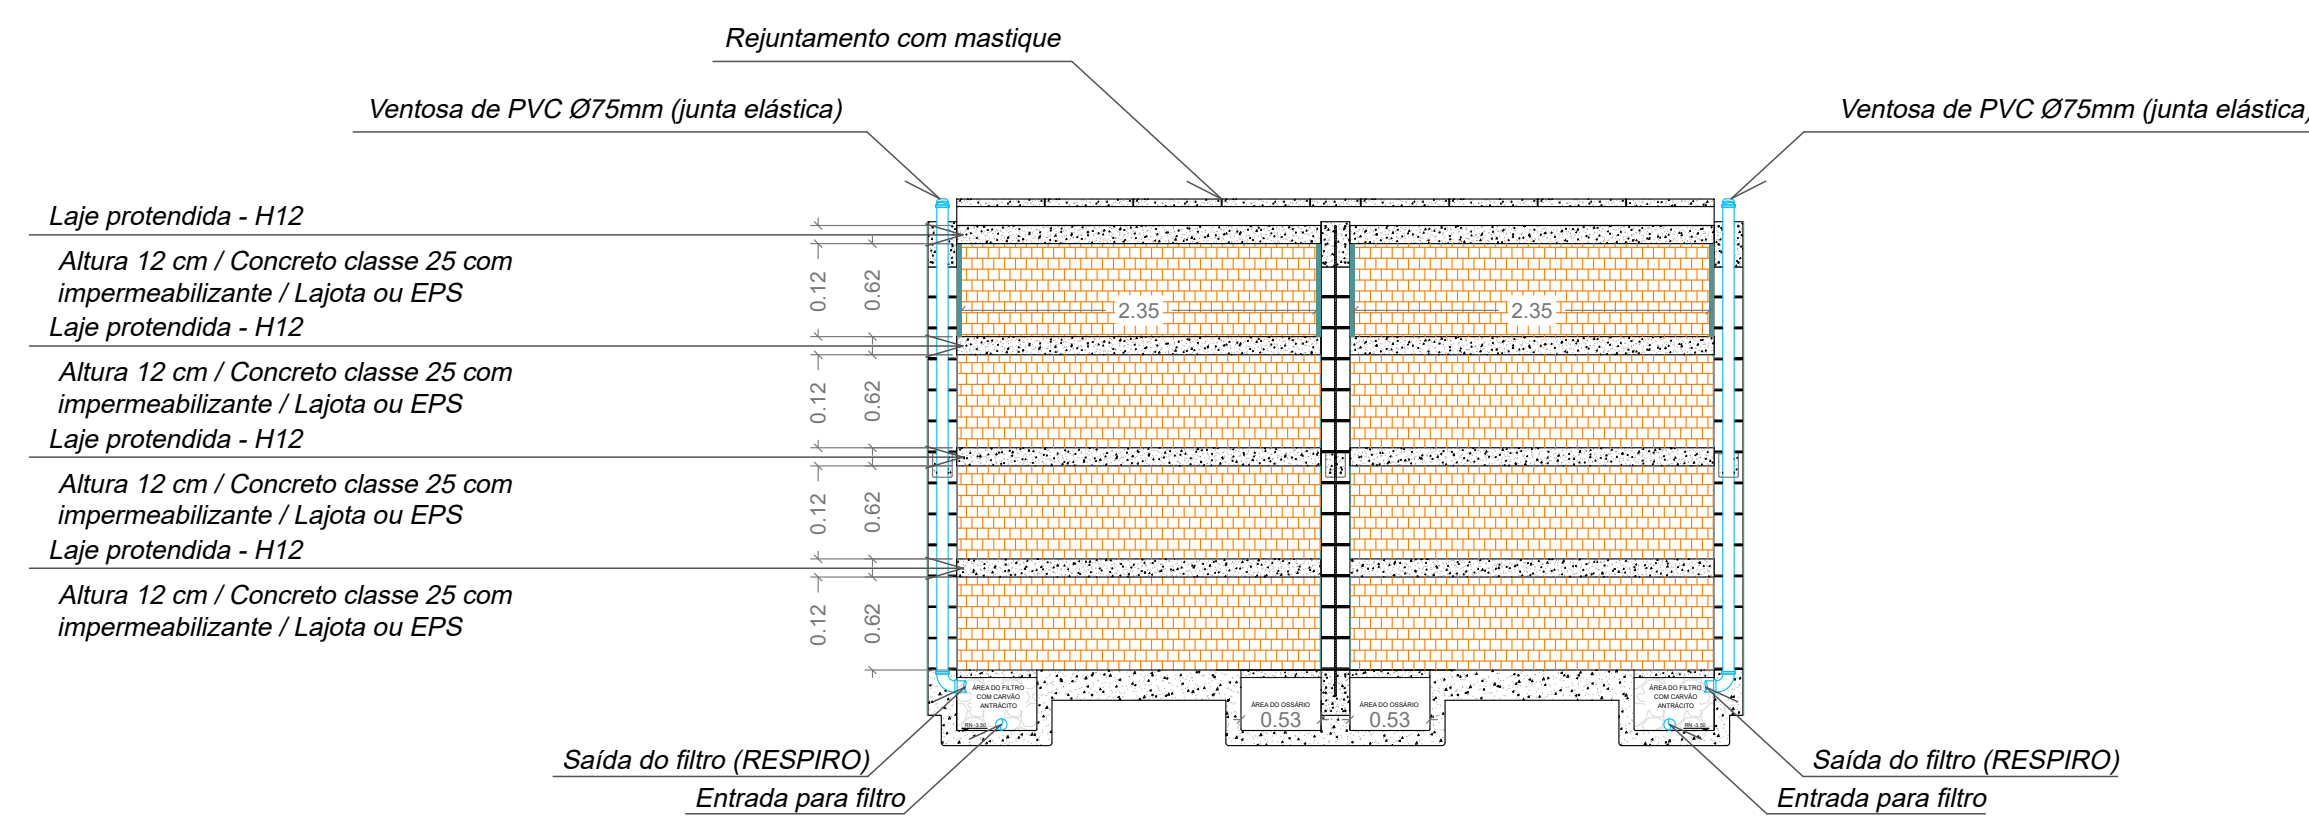 Rejuntamento com mastique
Ventosa de PVC Ø75mm (junta elástica)
Ventosa de PVC Ø75mm (junta elástica)
Laje protendida - H12
Altura 12 cm / Concreto classe 25 com
impermeabilizante / Lajota ou EPS
Laje protendida - H12
Altura 12 cm / Concreto classe 25 com
impermeabilizante / Lajota ou EPS
Laje protendida - H12
Altura 12 cm / Concreto classe 25 com
impermeabilizante / Lajota ou EPS
Laje protendida - H12
Altura 12 cm / Concreto classe 25 com
impermeabilizante / Lajota ou EPS
0.12
0.62
0.12
0.62
0.12
0.62
0.12
0.62
2.35
2.35
ÁREA DO FILTRO
COM CARVÃO
ANTRÁCITO
RN -3.50
ÁREA DO OSSÁRIO
0.53
ÁREA DO OSSÁRIO
0.53
ÁREA DO FILTRO
COM CARVÃO
ANTRÁCITO
RN -3.50
Saída do filtro (RESPIRO)
Entrada para filtro
Saída do filtro (RESPIRO)
Entrada para filtro